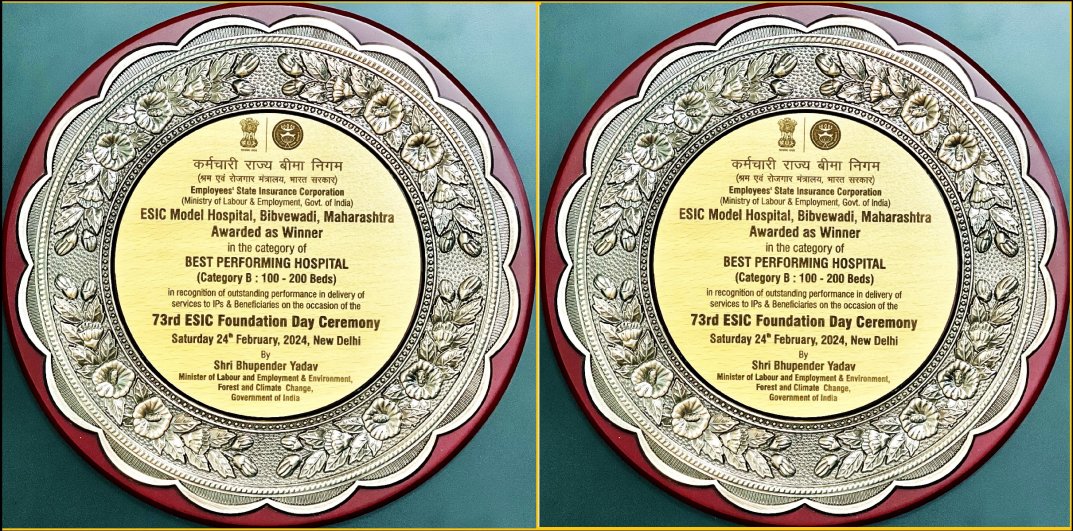 कर्मचारी राज्य बीमा निगम
(श्रम एवं रोजगार मंत्रालय, भारत सरकार)
Employees' State Insurance Corporation
(Ministry of Labour & Employment, Govt. of India)
ESIC Model Hospital, Bibvewadi, Maharashtra
Awarded as Winner
in the category of
BEST PERFORMING HOSPITAL
(Category B : 100 - 200 Beds)
in recognition of outstanding performance in delivery of
services to IPs & Beneficiaries on the occasion of the
73rd ESIC Foundation Day Ceremony
Saturday 24th February, 2024, New Delhi
By
Shri Bhupender Yadav
Minister of Labour and Employment & Environment,
Forest and Climate Change,
Government of India
कर्मचारी राज्य बीमा निगम
(श्रम एवं रोजगार मंत्रालय, भारत सरकार)
Employees' State Insurance Corporation
(Ministry of Labour & Employment, Govt. of India)
ESIC Model Hospital, Bibvewadi, Maharashtra
Awarded as Winner
in the category of
BEST PERFORMING HOSPITAL
(Category B : 100 - 200 Beds)
in recognition of outstanding performance in delivery of
services to IPs & Beneficiaries on the occasion of the
73rd ESIC Foundation Day Ceremony
Saturday 24th February, 2024, New Delhi
By
Shri Bhupender Yadav
Minister of Labour and Employment & Environment,
Forest and Climate Change,
Government of India